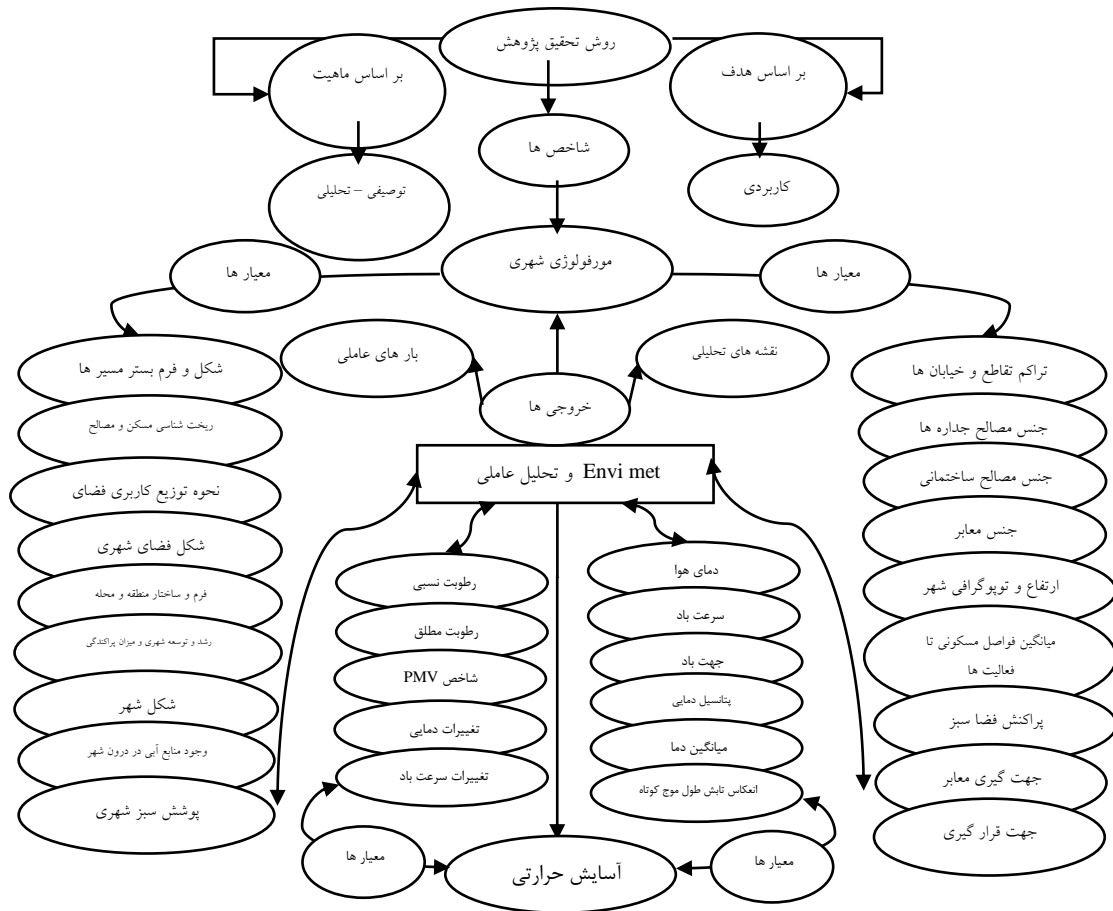 روش تحقیق پژوهش
بر اساس هدف
بر اساس ماهیت
شاخص ها
کاربردی
توصیفی – تحلیلی
مورفولوژی شهری
معیار ها
معیار ها
نقشه های تحلیلی
بار های عاملی
خروجی ها
Envi met و تحلیل عاملی
تراکم تقاطع و خیابان ها
جنس مصالح جداره ها
جنس مصالح ساختمانی
جنس معابر
ارتفاع و توپوگرافی شهر
میانگین فواصل مسکونی تا
فعالیت ها
پراکنش فضا سبز
جهت گیری معابر
جهت قرار گیری
دمای هوا
سرعت باد
جهت باد
پتانسیل دمایی
میانگین دما
انعکاس تابش طول موج کوتاه
رطوبت نسبی
رطوبت مطلق
شاخص PMV
تغییرات دمایی
تغییرات سرعت باد
شکل و فرم بستر مسیر ها
ریخت شناسی مسکن و مصالح
نحوه توزیع کاربری فضای
شکل فضای شهری
فرم و ساختار منطقه و محله
رشد و توسعه شهری و میزان پراکندگی
شکل شهر
وجود منابع آبی در درون شهر
پوشش سبز شهری
معیار ها
آسایش حرارتی
معیار ها